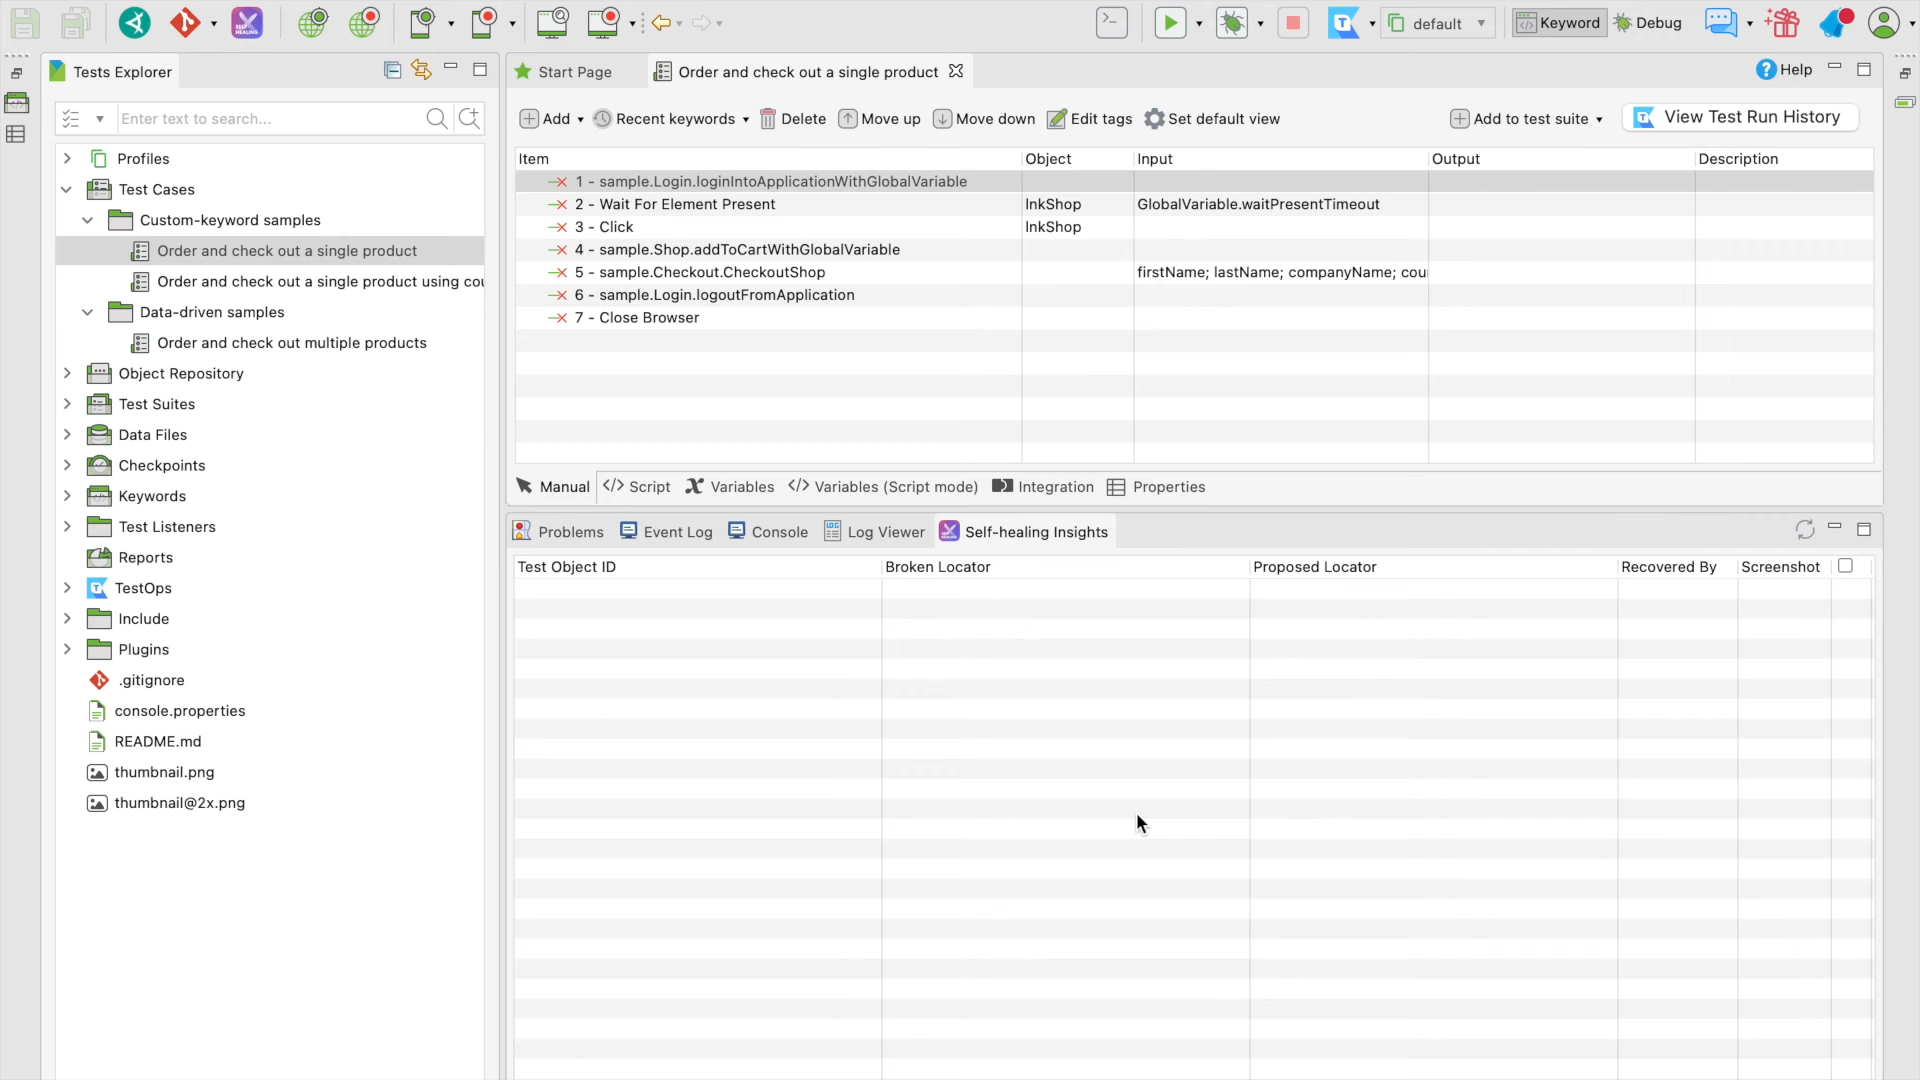 SELF HEALING
default
Keyword
Debug
Tests Explorer
Enter text to search...
Profiles
Test Cases
Custom-keyword samples
Order and check out a single product
Order and check out a single product using cou
Data-driven samples
Order and check out multiple products
Object Repository
Test Suites
Data Files
Checkpoints
Keywords
Test Listeners
Reports
TestOps
Include
Plugins
.gitignore
console.properties
README.md
thumbnail.png
thumbnail@2x.png
Start Page
Order and check out a single product
Help
Add
Recent keywords
Delete
Move up
Move down
Edit tags
Set default view
Add to test suite
View Test Run History
Item Object Input Output Description
1 - sample.Login.loginIntoApplicationWithGlobalVariable
2 - Wait For Element Present lnkShop GlobalVariable.waitPresentTimeout
3 - Click lnkShop
4 - sample.Shop.addToCartWithGlobalVariable
5 - sample.Checkout.CheckoutShop firstName; lastName; companyName; cou
6 - sample.Login.logoutFromApplication
7 - Close Browser
Manual
Script
Variables
Variables (Script mode)
Integration
Properties
Problems
Event Log
Console
Log Viewer
Self-healing Insights
Test Object ID Broken Locator Proposed Locator Recovered By Screenshot